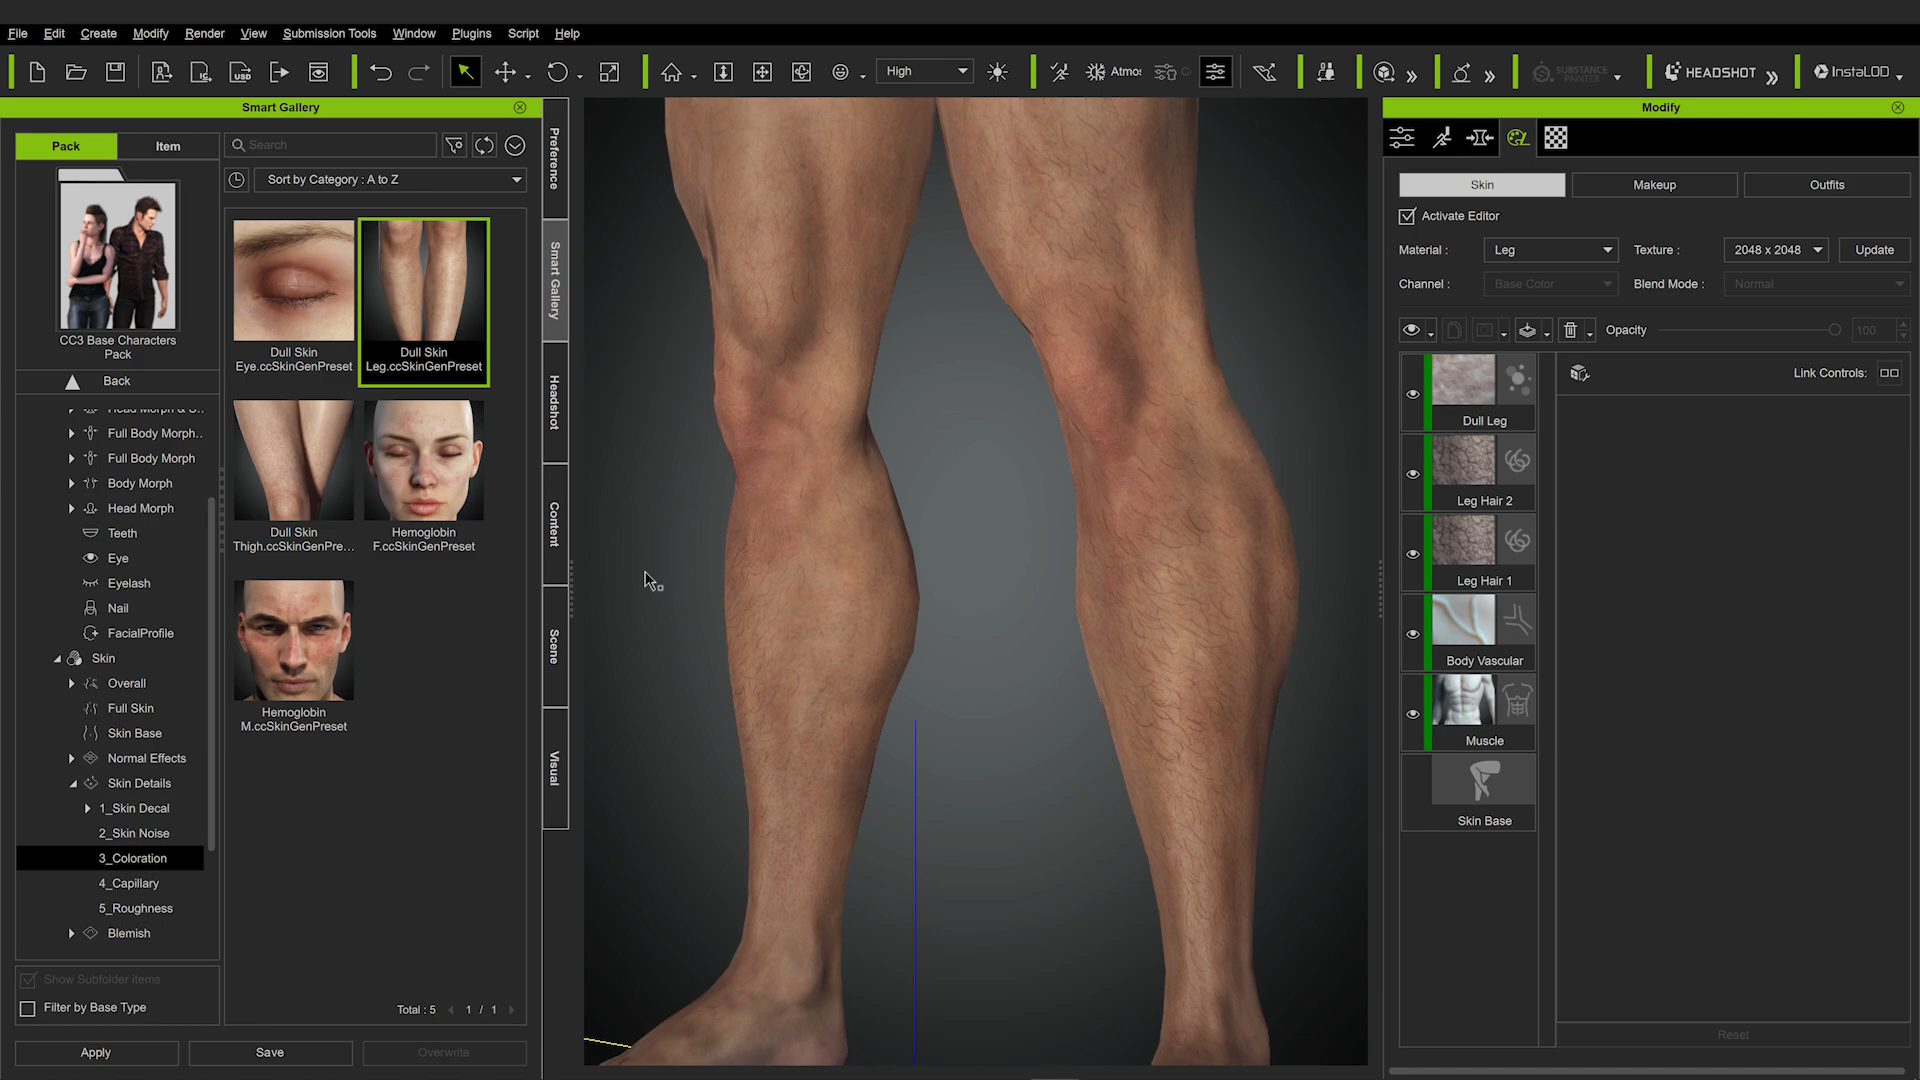 File Edit Create Modify Render View Submission Tools Window Plugins Script Help
High
Atmo:
SUBSTANCE PAINTER
HEADSHOT
InstaLOD
Smart Gallery
Pack Item
Search
Sort by Category : A to Z
CC3 Base Characters
Pack
Back
Full Body Morph..
Full Body Morph
Body Morph
Head Morph
Teeth
Eye
Eyelash
Nail
FacialProfile
Skin
Overall
Full Skin
Skin Base
Normal Effects
Skin Details
1_Skin Decal
2_Skin Noise
3_Coloration
4_Capillary
5_Roughness
Blemish
Show Subfolder items
Filter by Base Type
Dull Skin
Eye.ccSkinGenPreset
Dull Skin
Leg.ccSkinGenPreset
Dull Skin
Thigh.ccSkinGenPre...
Hemoglobin
F.ccSkinGenPreset
Hemoglobin
M.ccSkinGenPreset
Total : 5 1 / 1
Apply Save Overwrite
Preference
Smart Gallery
Headshot
Content
Scene
Visual
Modify
Skin Makeup Outfits
Activate Editor
Material : Leg Texture : 2048 x 2048 Update
Channel : Base Color Blend Mode : Normal
Opacity 100
Dull Leg
Leg Hair 2
Leg Hair 1
Body Vascular
Muscle
Skin Base
Link Controls:
Reset